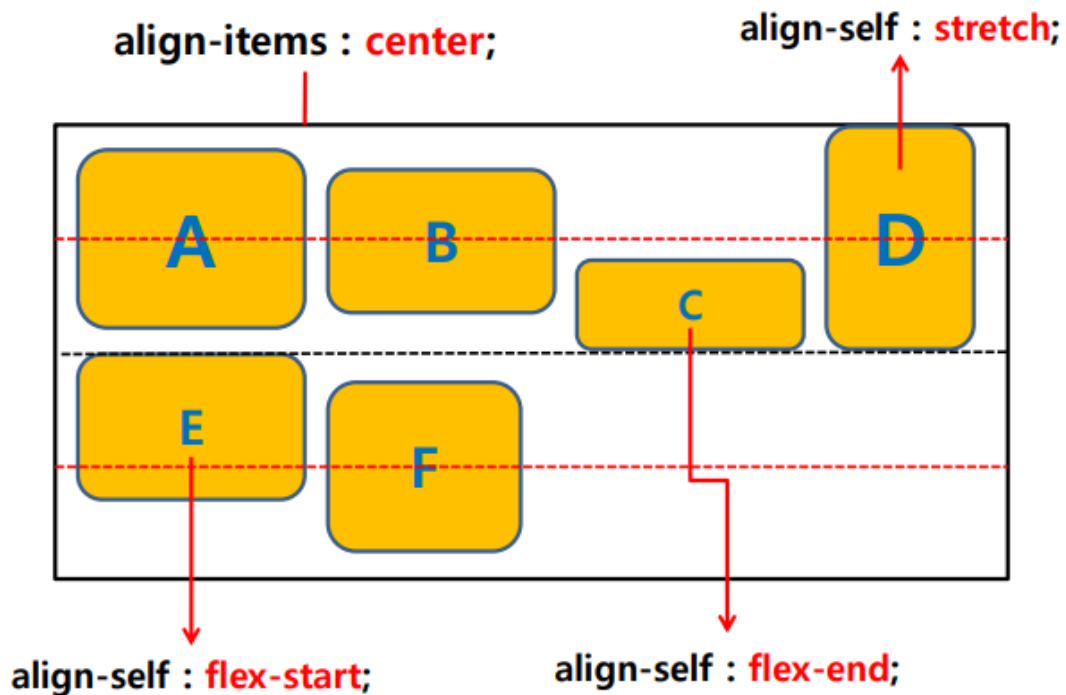 align-items : center;
align-self : stretch;
A
B
C
D
E
F
align-self : flex-start;
align-self : flex-end;